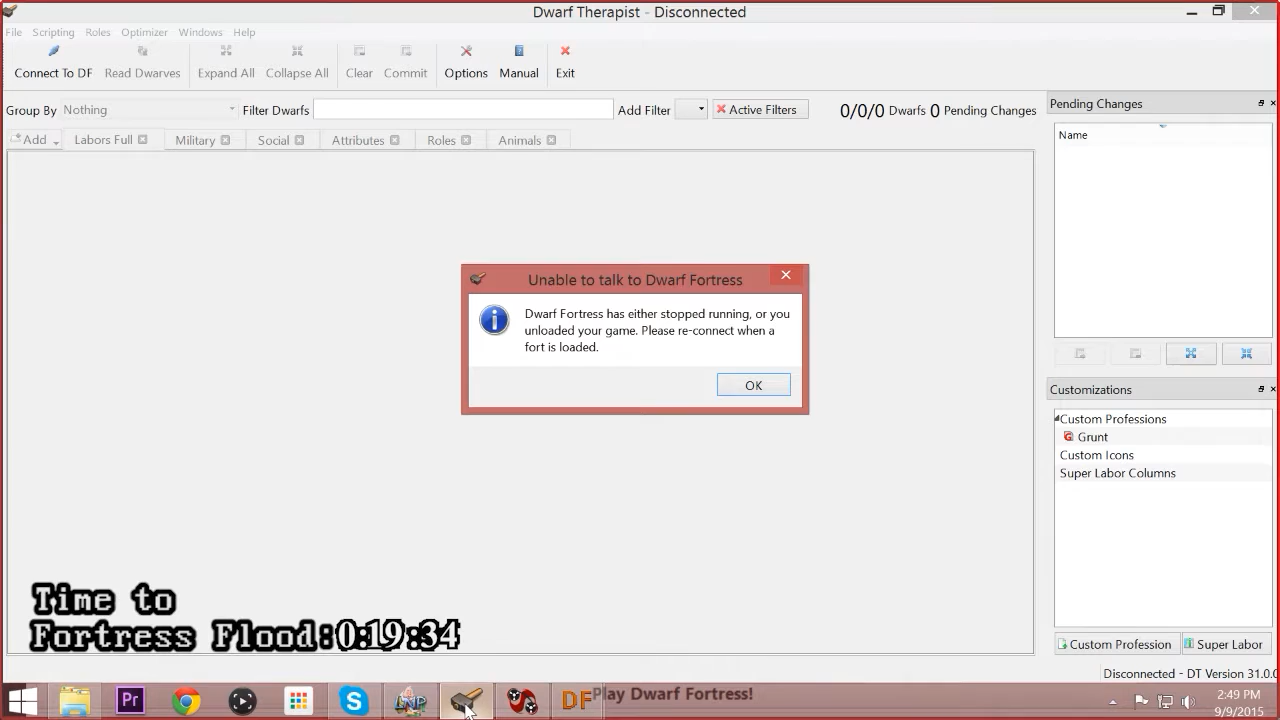 Dwarf Therapist - Disconnected
File Scripting Roles Optimizer Windows Help
Connect To DF Read Dwarves Expand All Collapse All Clear Commit Options Manual Exit
Group By Nothing Filter Dwarfs Add Filter Active Filters 0/0/0 Dwarfs 0 Pending Changes
Add Labors Full Military Social Attributes Roles Animals
Pending Changes
Name
Unable to talk to Dwarf Fortress
Dwarf Fortress has either stopped running, or you
unloaded your game. Please re-connect when a
fort is loaded.
OK
Customizations
Custom Professions
Grunt
Custom Icons
Super Labor Columns
Custom Profession Super Labor
Disconnected - DT Version 31.0.0
Time to
Fortress Flood:0:19:34
Pr
S
LNP
DF
Play Dwarf Fortress!
2:49 PM
9/9/2015